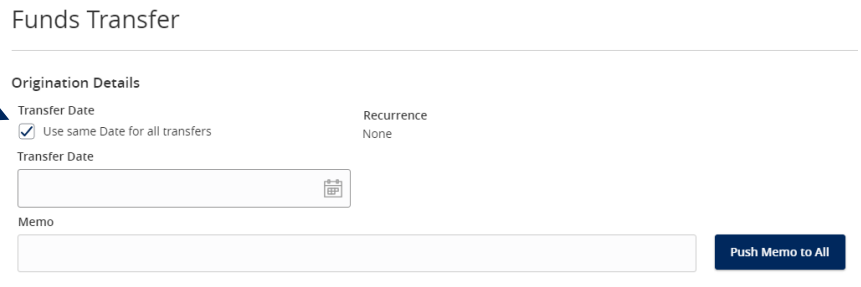 Funds Transfer
Origination Details
Transfer Date
Use same Date for all transfers
Recurrence
None
Transfer Date
Memo
Push Memo to All